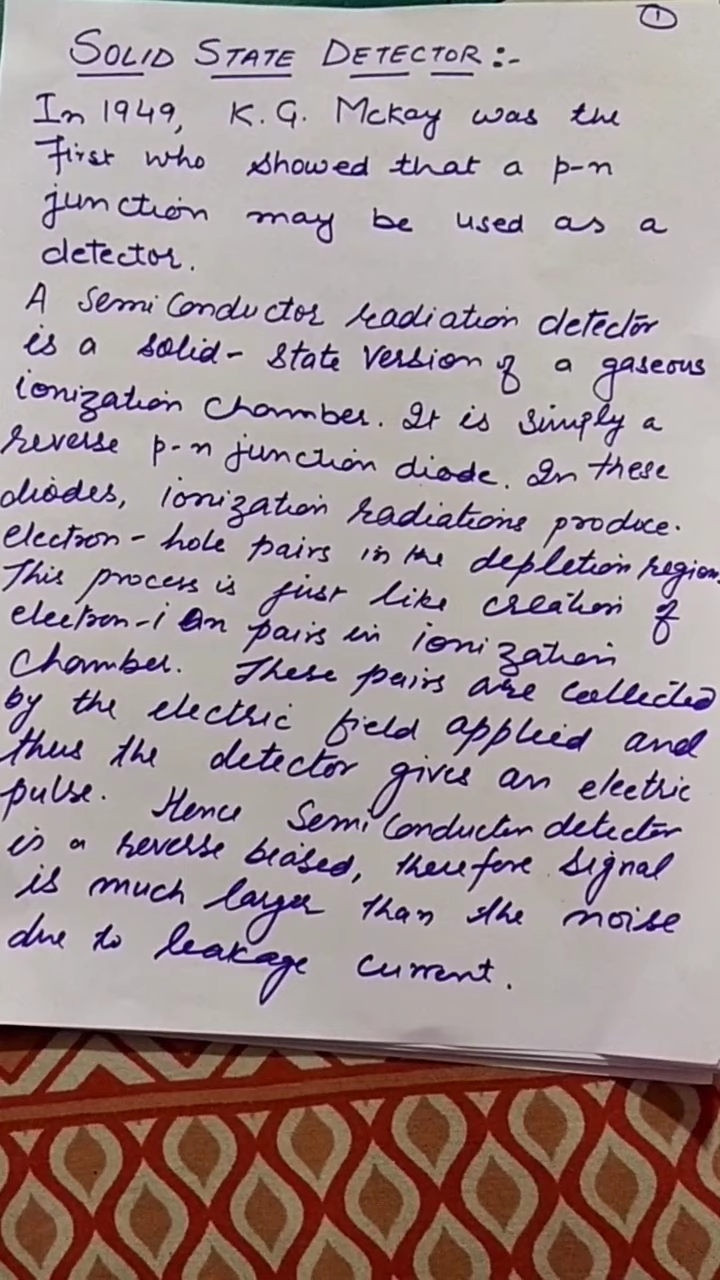 1
SOLID STATE DETECTOR :-
In 1949, K. G. Mckay was the
first who showed that a p-n
junction may be used as a
detector.
A Semi Conductor radiation detector
is a solid- state version of a gaseous
ionization chamber. It is simply a
reverse p-n junction diode. In these
diodes, ionization radiations produce.
electron - hole pairs in the depletion region.
This process is just like creation of
electron-ion pairs in ionization
chamber. These pairs are collected
by the electric field applied and
thus the detector gives an electric
pulse. Hence Semi Conductor detector
is a reverse biased, therefore signal
is much larger than the noise
due to leakage current.